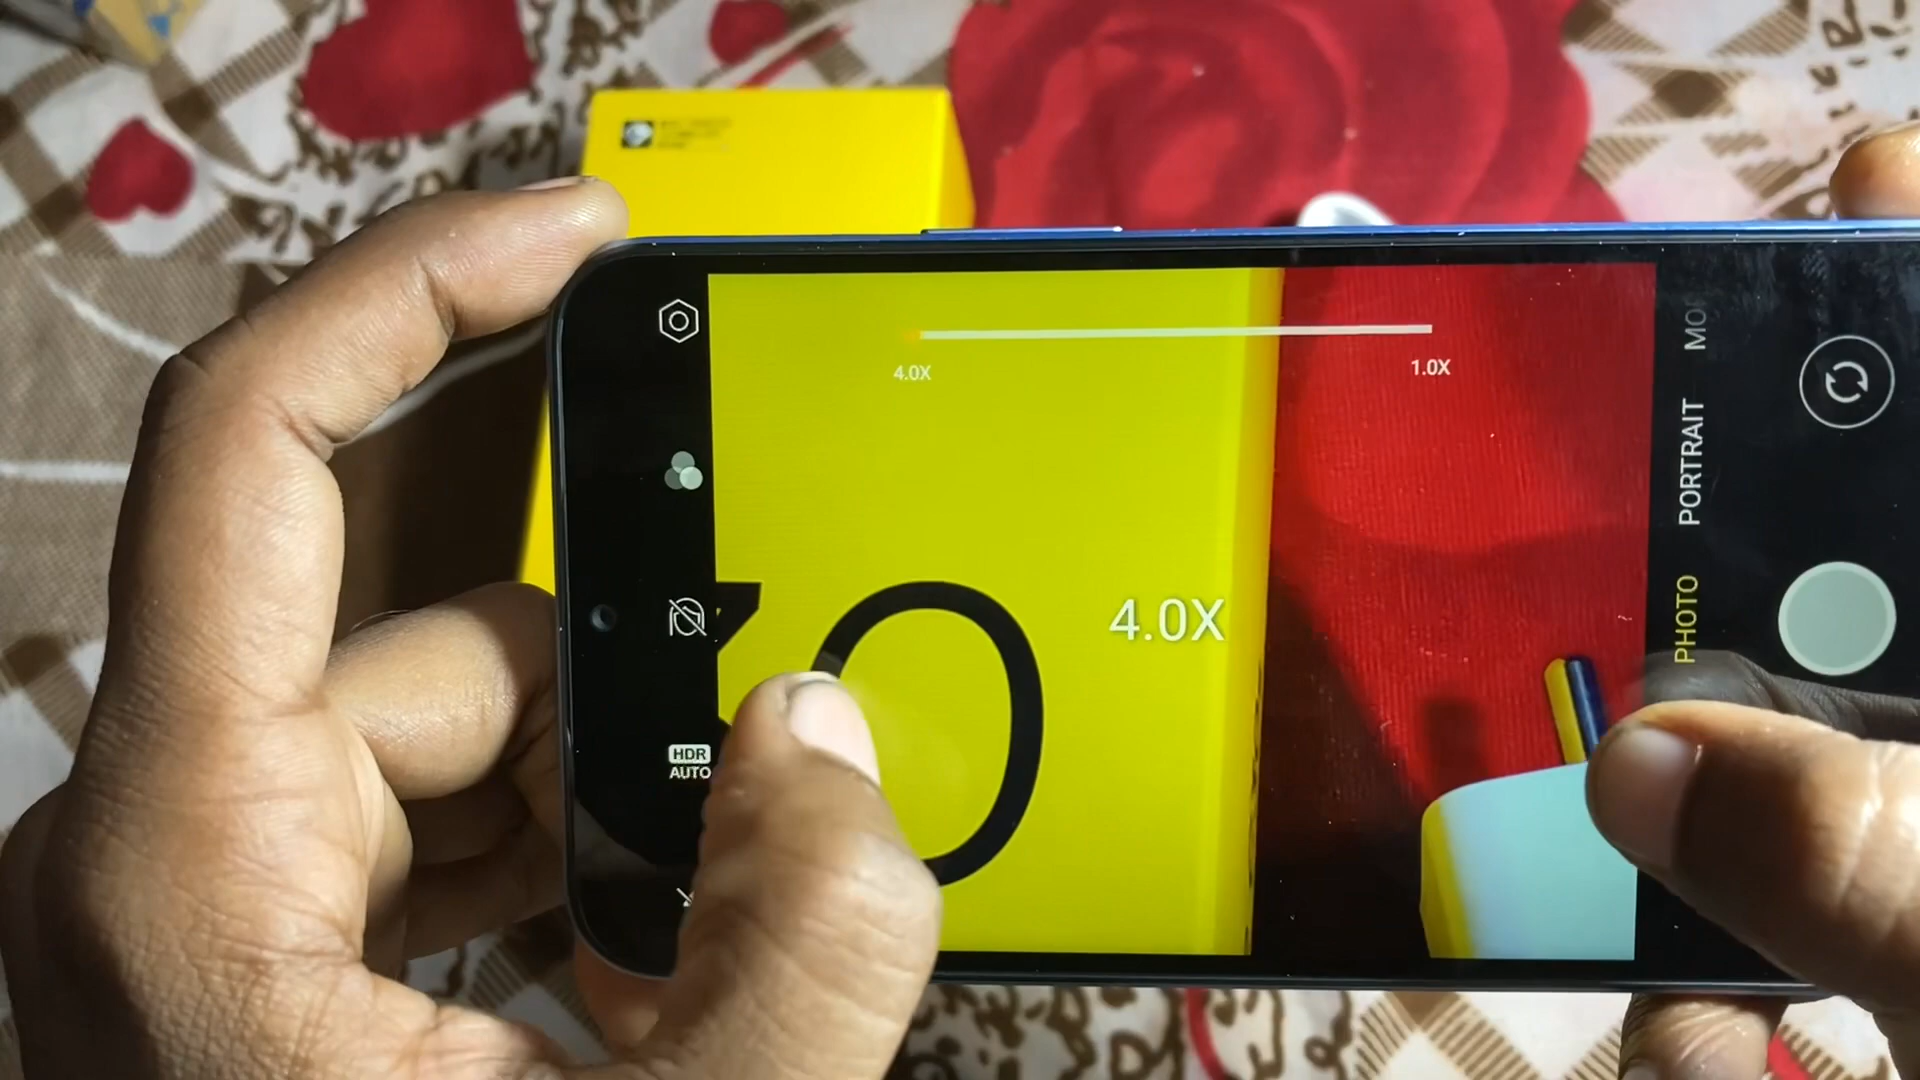 4.0X
1.0X
4.0X
HDR
AUTO
MO
PORTRAIT
PHOTO
O